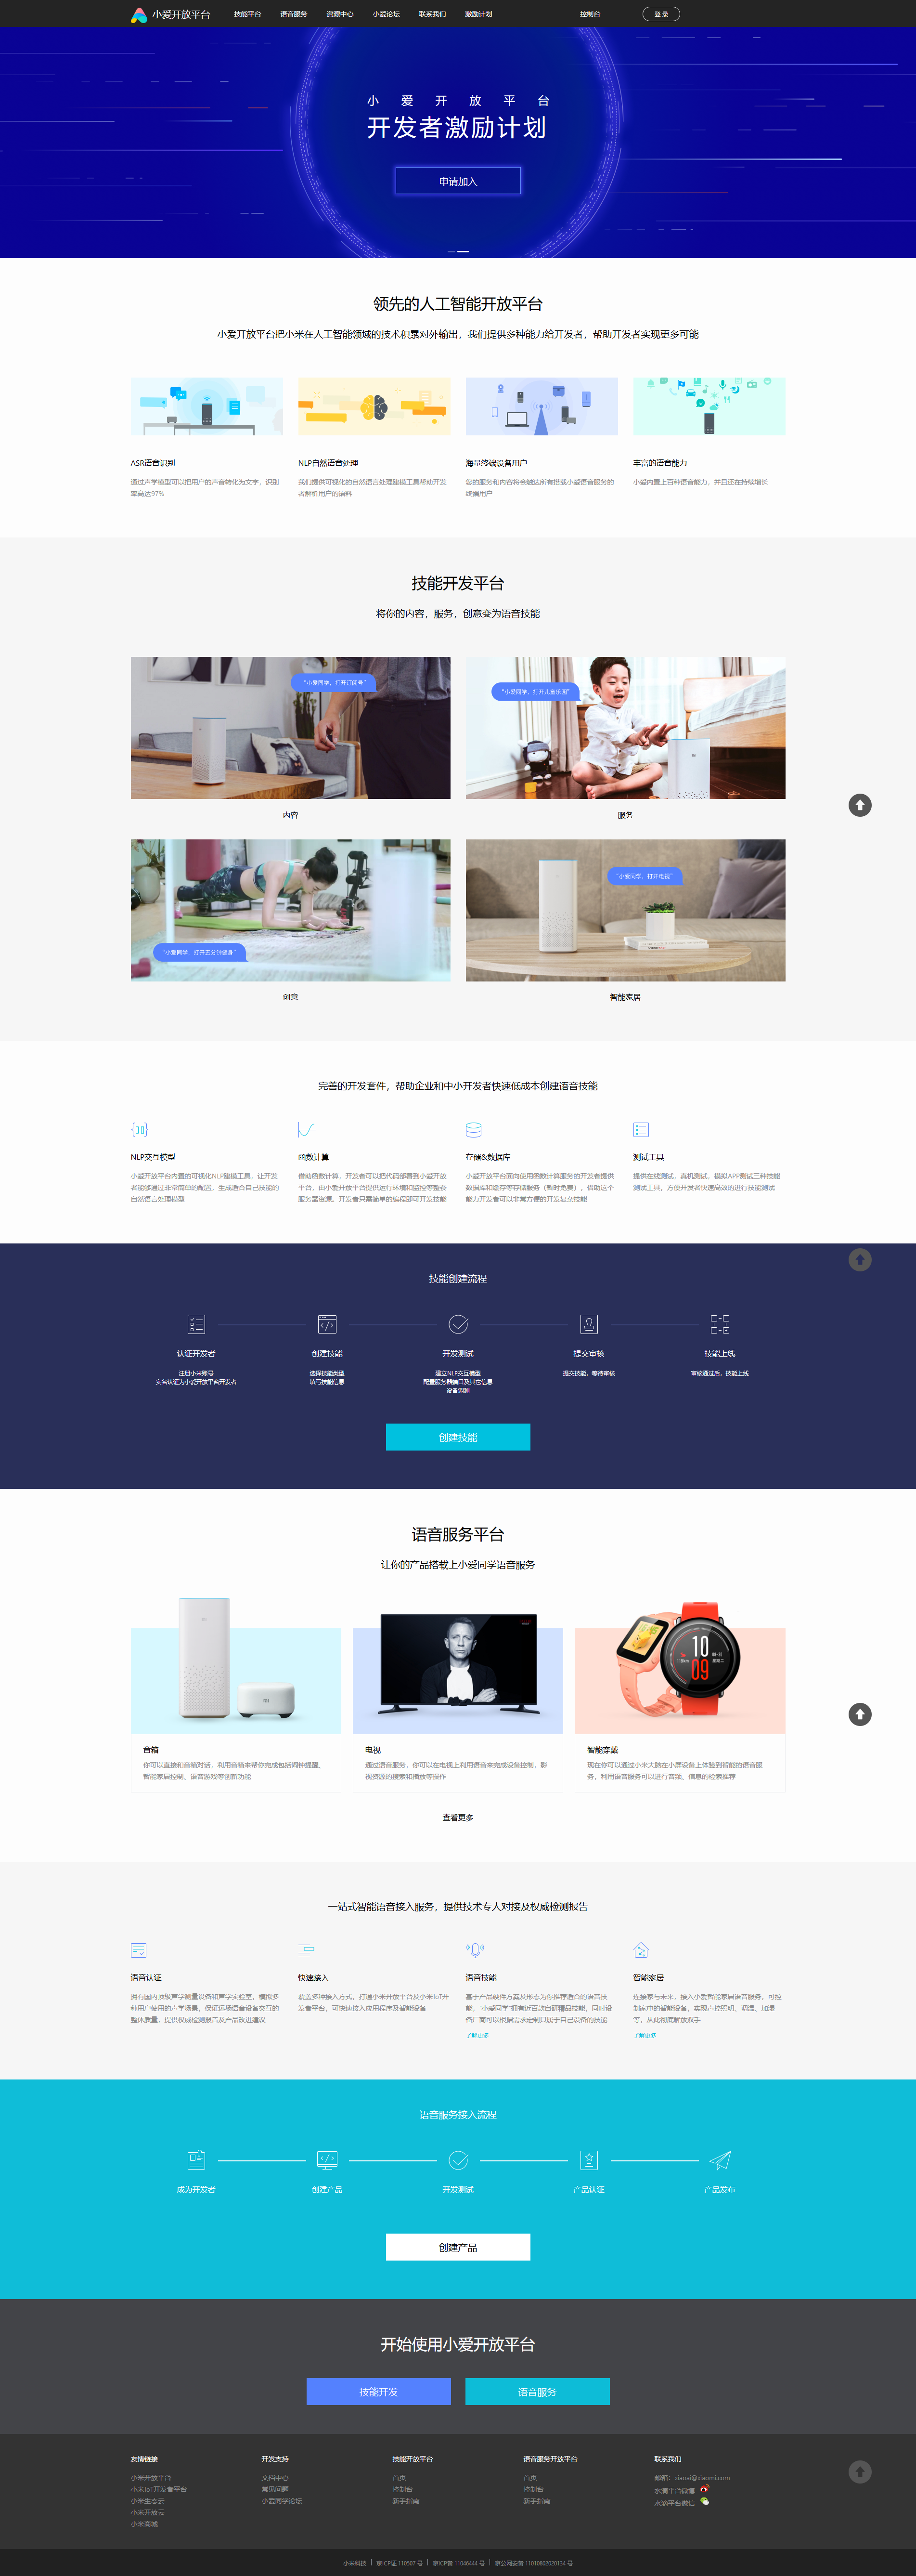 小爱开放平台 技能平台 语音服务 资源中心 小爱论坛 联系我们 激励计划 控制台 登 录
小 爱 开 放 平 台
开发者激励计划
申请加入
领先的人工智能开放平台
小爱开放平台把小米在人工智能领域的技术积累对外输出，我们提供多种能力给开发者，帮助开发者实现更多可能
ASR语音识别
通过声学模型可以把用户的声音转化为文字，识别
率高达97%
NLP自然语音处理
我们提供可视化的自然语言处理建模工具帮助开发
者解析用户的语料
海量终端设备用户
您的服务和内容将会触达所有搭载小爱语音服务的
终端用户
丰富的语音能力
小爱内置上百种语音能力，并且还在持续增长
技能开发平台
将你的内容，服务，创意变为语音技能
“小爱同学，打开订阅号”
内容
“小爱同学，打开儿童乐园”
服务
“小爱同学，打开五分钟健身”
创意
“小爱同学，打开电视”
智能家居
完善的开发套件，帮助企业和中小开发者快速低成本创建语音技能
NLP交互模型
小爱开放平台内置的可视化NLP建模工具，让开发
者能够通过非常简单的配置，生成适合自己技能的
自然语言处理模型
函数计算
借助函数计算，开发者可以把代码部署到小爱开放
平台，由小爱开放平台提供运行环境和监控等整套
服务器资源。开发者只需简单的编程即可开发技能
存储&数据库
小爱开放平台面向使用函数计算服务的开发者提供
数据库和缓存等存储服务（暂时免费），借助这个
能力开发者可以非常方便的开发复杂技能
测试工具
提供在线测试，真机测试，模拟APP测试三种技能
测试工具，方便开发者快速高效的进行技能测试
技能创建流程
认证开发者
注册小米账号
实名认证为小爱开放平台开发者
创建技能
选择技能类型
填写技能信息
开发测试
建立NLP交互模型
配置服务器端口及其它信息
设备调测
提交审核
提交技能，等待审核
技能上线
审核通过后，技能上线
创建技能
语音服务平台
让你的产品搭载上小爱同学语音服务
音箱
你可以直接和音箱对话，利用音箱来帮你完成包括闹钟提醒、
智能家居控制、语音游戏等创新功能
电视
通过语音服务，你可以在电视上利用语音来完成设备控制，影
视资源的搜索和播放等操作
10
09
智能穿戴
现在你可以通过小米大脑在小屏设备上体验到智能的语音服
务，利用语音服务可以进行音频、信息的检索推荐
查看更多
一站式智能语音接入服务，提供技术专人对接及权威检测报告
语音认证
拥有国内顶级声学测量设备和声学实验室，模拟多
种用户使用的声学场景，保证远场语音设备交互的
整体质量，提供权威检测报告及产品改进建议
快速接入
覆盖多种接入方式，打通小米开放平台及小米IoT开
发者平台，可快速接入应用程序及智能设备
语音技能
基于产品硬件方面及形态为你推荐适合的语音技
能，“小爱同学”拥有近百款自研精品技能，同时设
备厂商可以根据需求定制只属于自己设备的技能
了解更多
智能家居
连接家与未来，接入小爱智能家居语音服务，可控
制家中的智能设备，实现声控照明、调温、加湿
等，从此彻底解放双手
了解更多
语音服务接入流程
成为开发者
创建产品
开发测试
产品认证
产品发布
创建产品
开始使用小爱开放平台
技能开发
语音服务
友情链接
小米开放平台
小米IoT开发者平台
小米生态云
小米开放云
小米商城
开发支持
文档中心
常见问题
小爱同学论坛
技能开放平台
首页
控制台
新手指南
语音服务开放平台
首页
控制台
新手指南
联系我们
邮箱：xiaoai@xiaomi.com
水滴平台微博
水滴平台微信
小米科技 | 京ICP证 110507 号 | 京ICP备 11046444 号 | 京公网安备 11010802020134 号